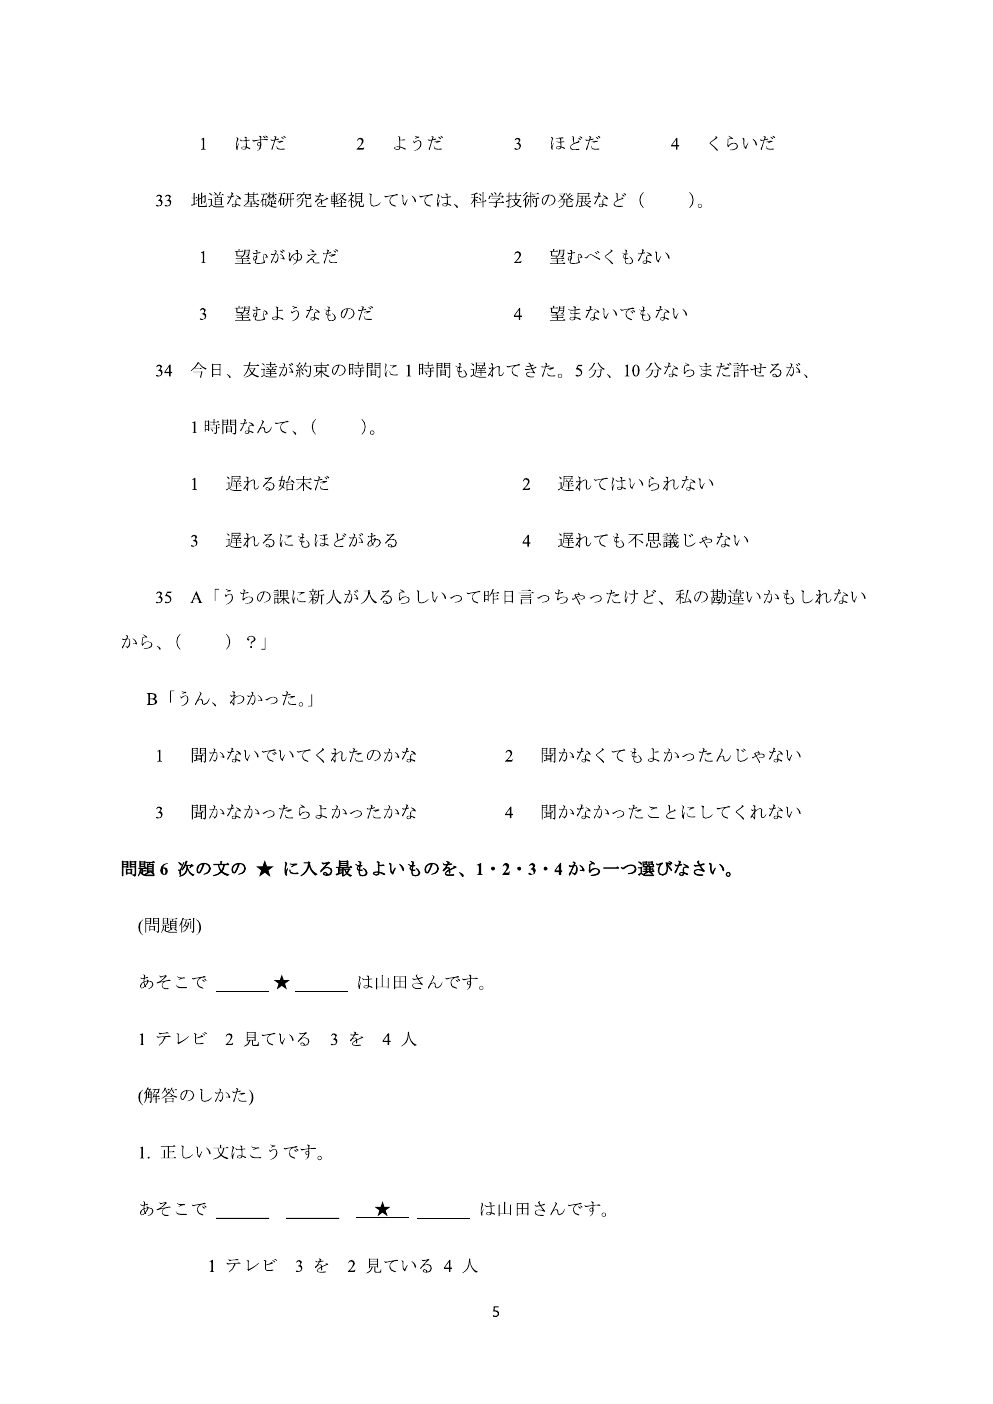 1 はずだ 2 ようだ 3 ほどだ 4 くらいだ
33 地道な基礎研究を軽視していては、科学技術の発展など（ ）。
1 望むがゆえだ 2 望むべくもない
3 望むようなものだ 4 望まないでもない
34 今日、友達が約束の時間に 1 時間も遅れてきた。5 分、10 分ならまだ許せるが、
1 時間なんて、（ ）。
1 遅れる始末だ 2 遅れてはいられない
3 遅れるにもほどがある 4 遅れても不思議じゃない
35 A「うちの課に新人が入るらしいって昨日言っちゃったけど、私の勘違いかもしれない
から、（ ）？」
B「うん、わかった。」
1 聞かないでいてくれたのかな 2 聞かなくてもよかったんじゃない
3 聞かなかったらよかったかな 4 聞かなかったことにしてくれない
問題 6 次の文の ★ に入る最もよいものを、1・2・3・4 から一つ選びなさい。
(問題例)
あそこで ______ ★ ______ は山田さんです。
1 テレビ 2 見ている 3 を 4 人
(解答のしかた)
1. 正しい文はこうです。
あそこで ______ ______ __★__ ______ は山田さんです。
1 テレビ 3 を 2 見ている 4 人
5